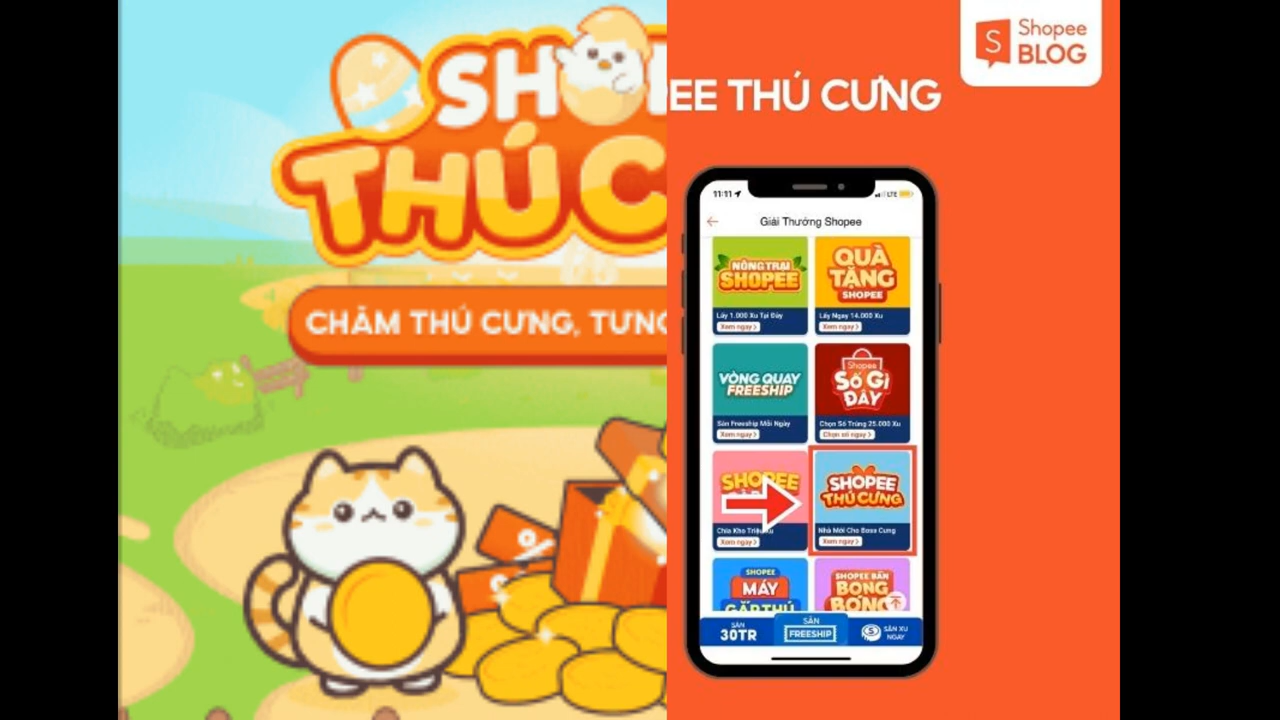 SHO
THÚ C
CHĂM THÚ CƯNG, TƯNG
Shopee
BLOG
EE THÚ CƯNG
11:11
LTE
Giải Thưởng Shopee
NÔNG TRẠI
SHOPEE
Lấy 1.000 Xu Tại Đây
Xem ngay >
QUÀ
TẶNG
SHOPEE
Lấy Ngay 14.000 Xu
Xem ngay >
VÒNG QUAY
FREESHIP
Săn Freeship Mỗi Ngày
Xem ngay >
Shopee
Số Gì
ĐÂY
Chọn Số Trúng 25.000 Xu
Chọn số ngay >
SHOPEE
Chia Kho Triệu Xu
Xem ngay >
SHOPEE
THÚ CƯNG
Nhà Mới Cho Boss Cưng
Xem ngay >
SHOPEE
MÁY
GẮP THÚ
SHOPEE BẮN
BONG
BÓNG
SĂN
30TR
SĂN
FREESHIP
SĂN XU
NGAY